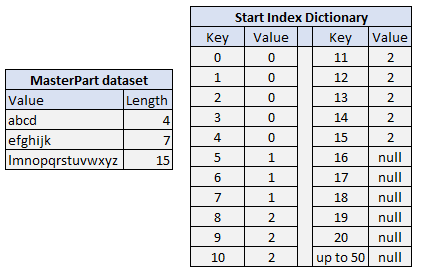 MasterPart dataset
Value Length
abcd 4
efghijk 7
lmnopqrstuvwxyz 15
Start Index Dictionary
Key Value Key Value
0 0 11 2
1 0 12 2
2 0 13 2
3 0 14 2
4 0 15 2
5 1 16 null
6 1 17 null
7 1 18 null
8 2 19 null
9 2 20 null
10 2 up to 50 null